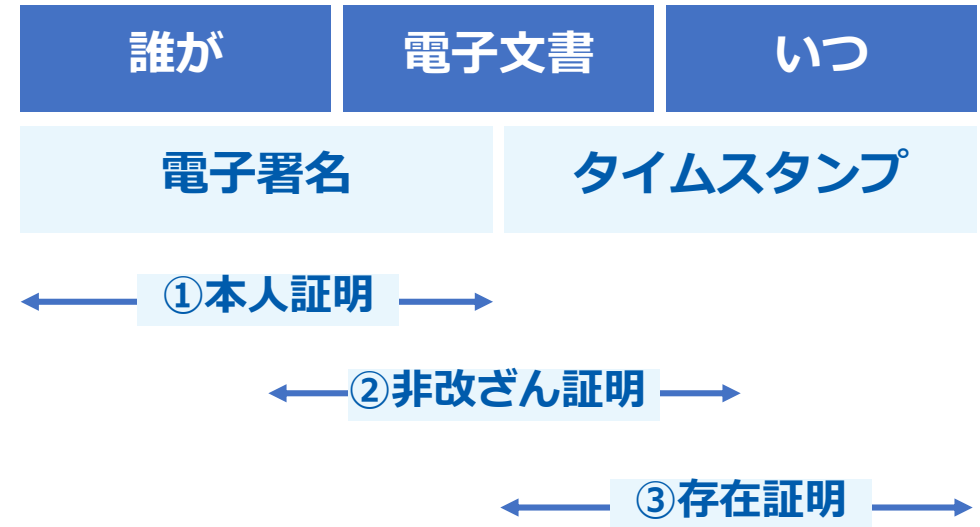 誰が 電子文書 いつ
電子署名 タイムスタンプ
①本人証明
②非改ざん証明
③存在証明